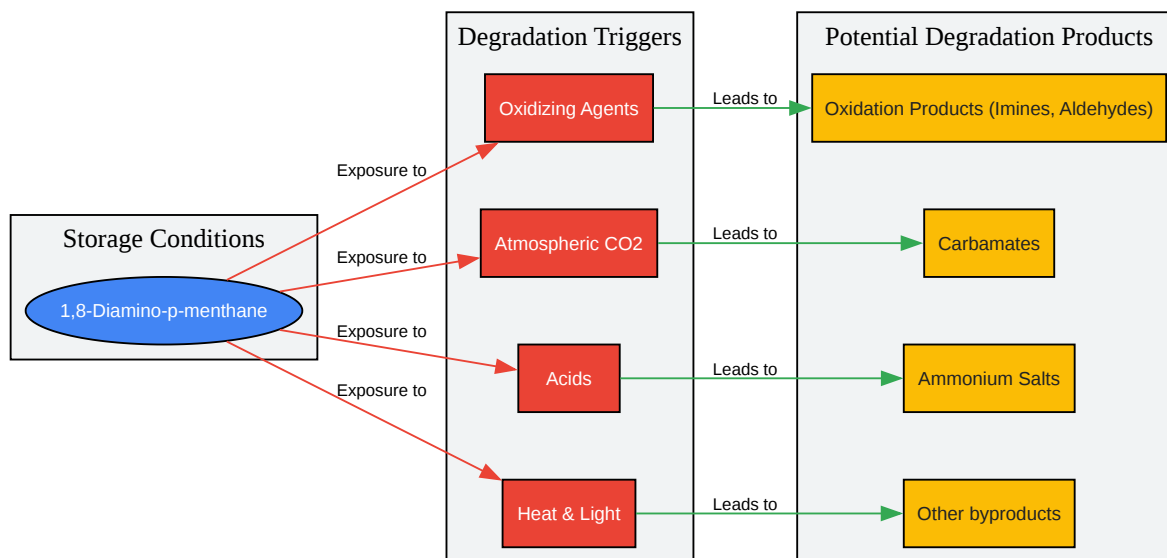 Storage Conditions
1,8-Diamino-p-menthane
Exposure to
Exposure to
Exposure to
Exposure to
Degradation Triggers
Oxidizing Agents
Atmospheric CO2
Acids
Heat & Light
Leads to
Leads to
Leads to
Leads to
Potential Degradation Products
Oxidation Products (Imines, Aldehydes)
Carbamates
Ammonium Salts
Other byproducts